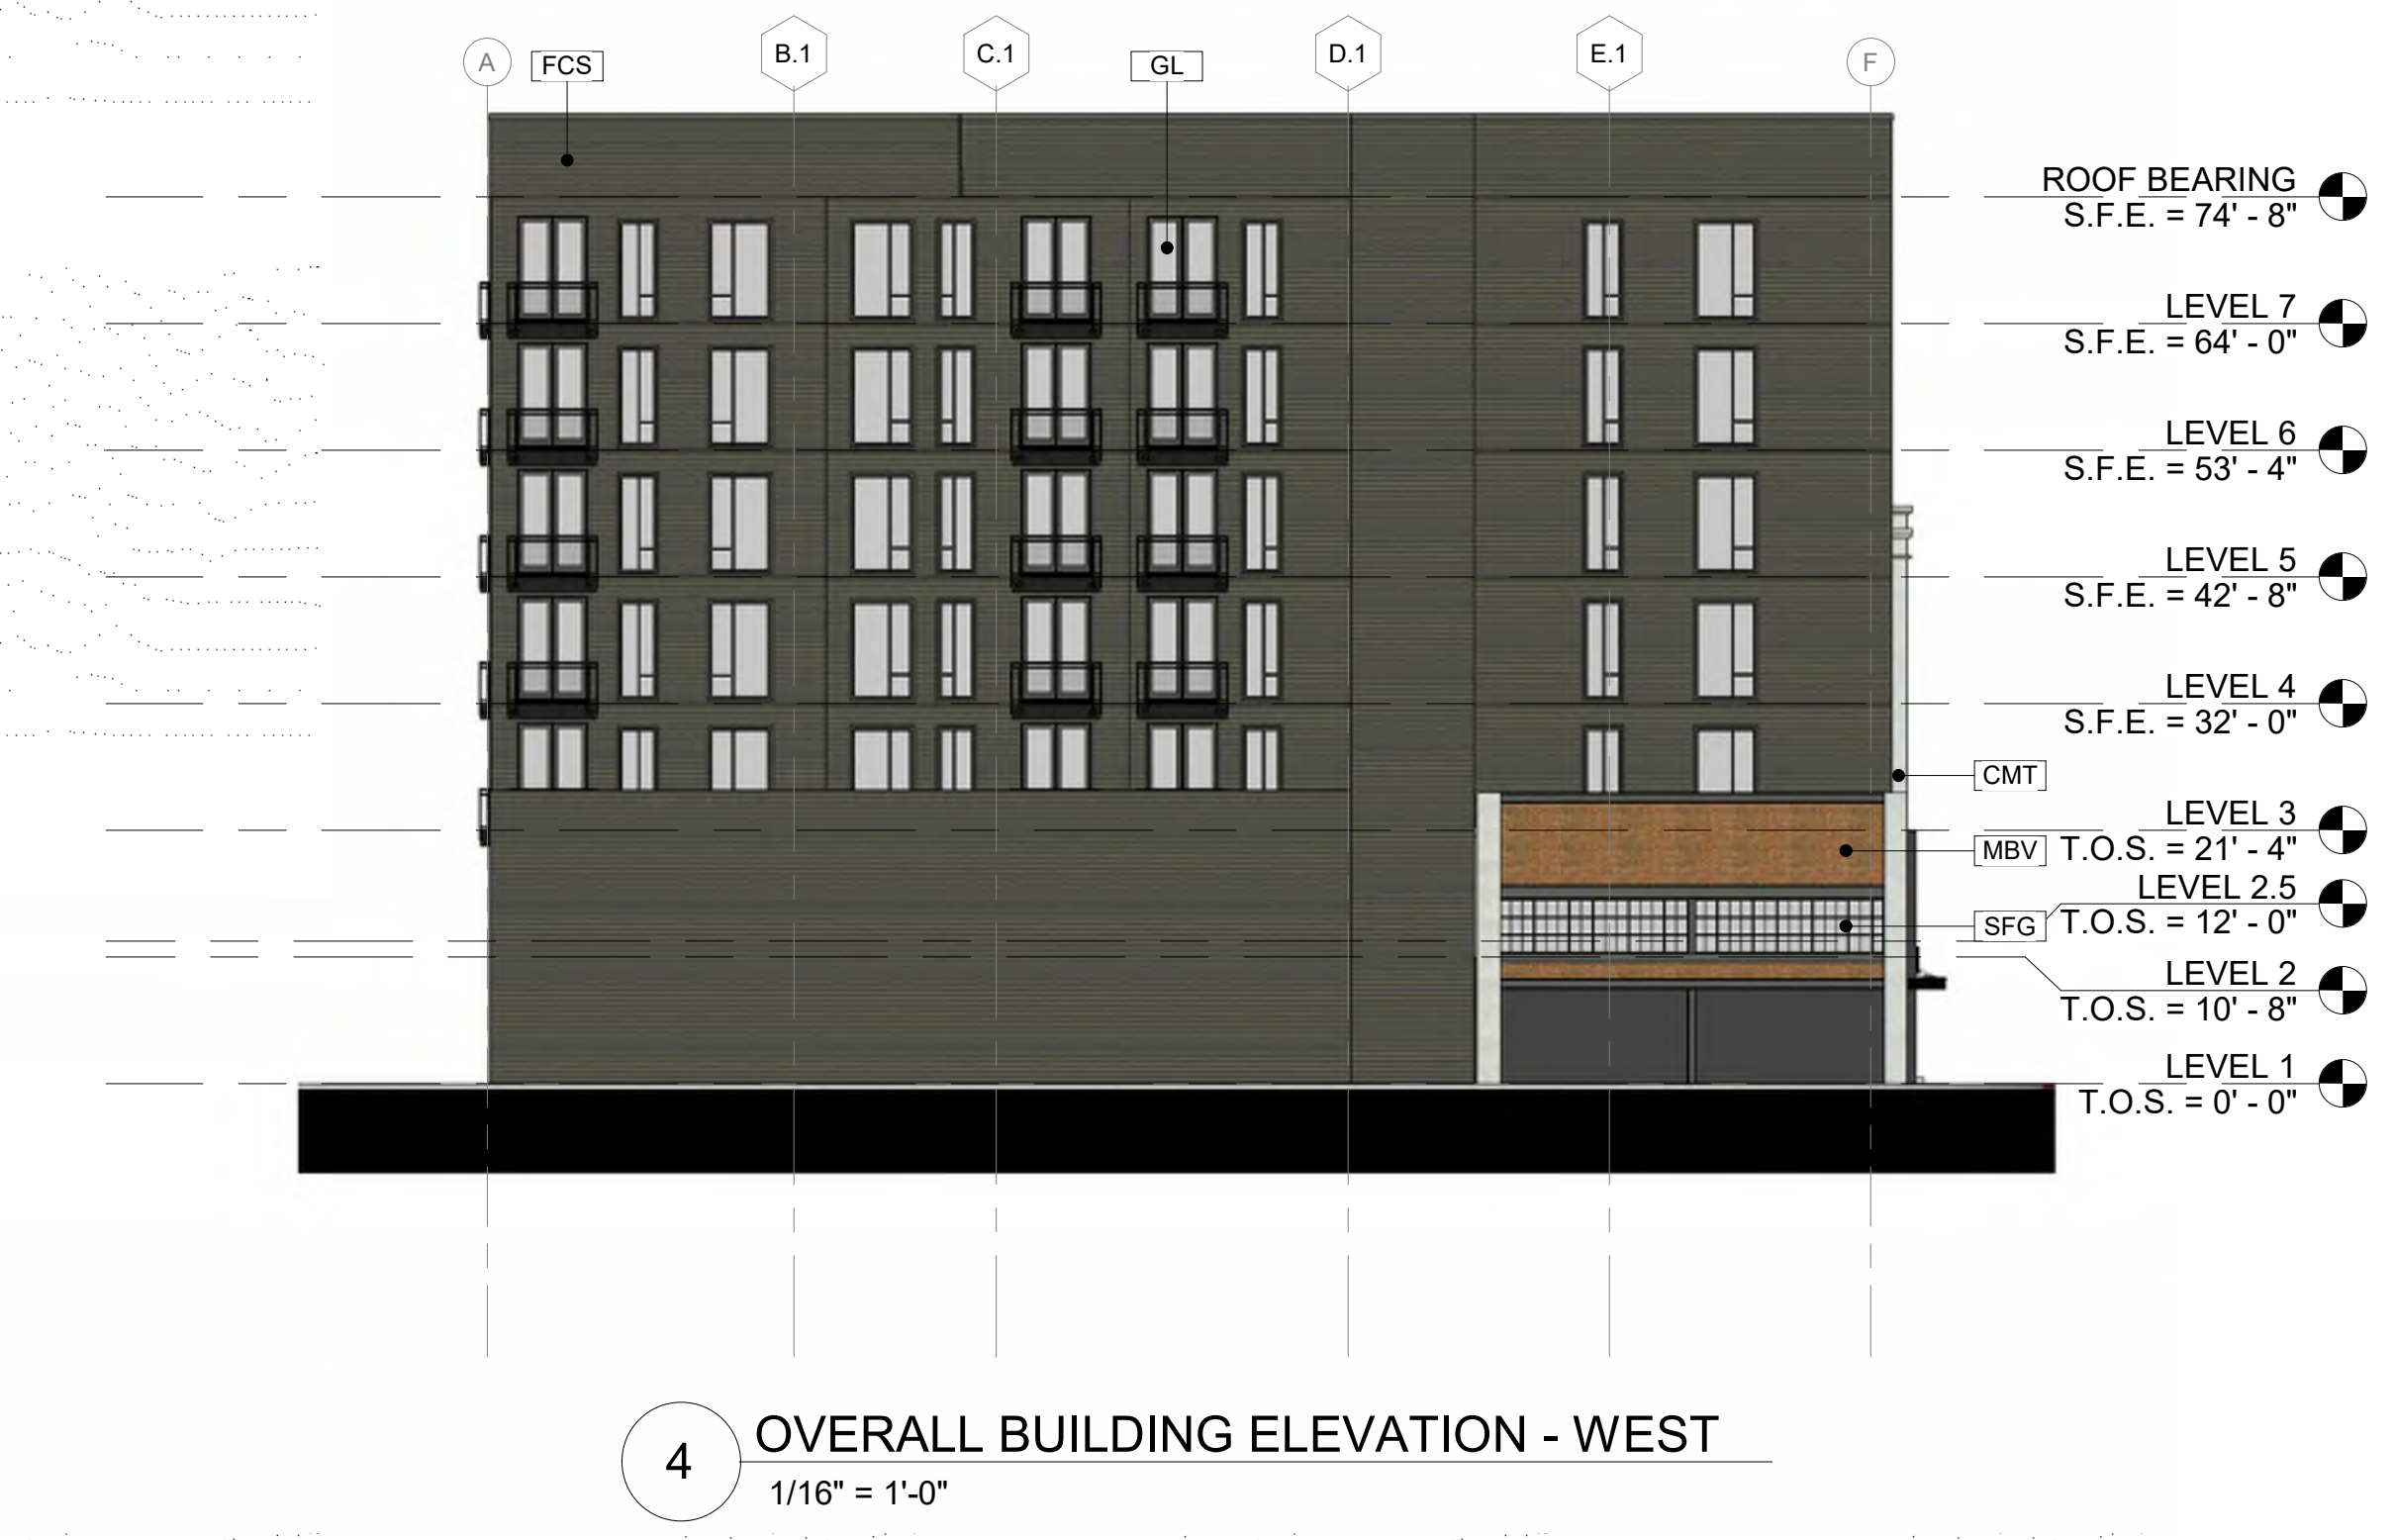 A
FCS
B.1
C.1
GL
D.1
E.1
F
ROOF BEARING
S.F.E. = 74' - 8"
LEVEL 7
S.F.E. = 64' - 0"
LEVEL 6
S.F.E. = 53' - 4"
LEVEL 5
S.F.E. = 42' - 8"
LEVEL 4
S.F.E. = 32' - 0"
CMT
LEVEL 3
MBV
T.O.S. = 21' - 4"
LEVEL 2.5
SFG
T.O.S. = 12' - 0"
LEVEL 2
T.O.S. = 10' - 8"
LEVEL 1
T.O.S. = 0' - 0"
4
OVERALL BUILDING ELEVATION - WEST
1/16" = 1'-0"